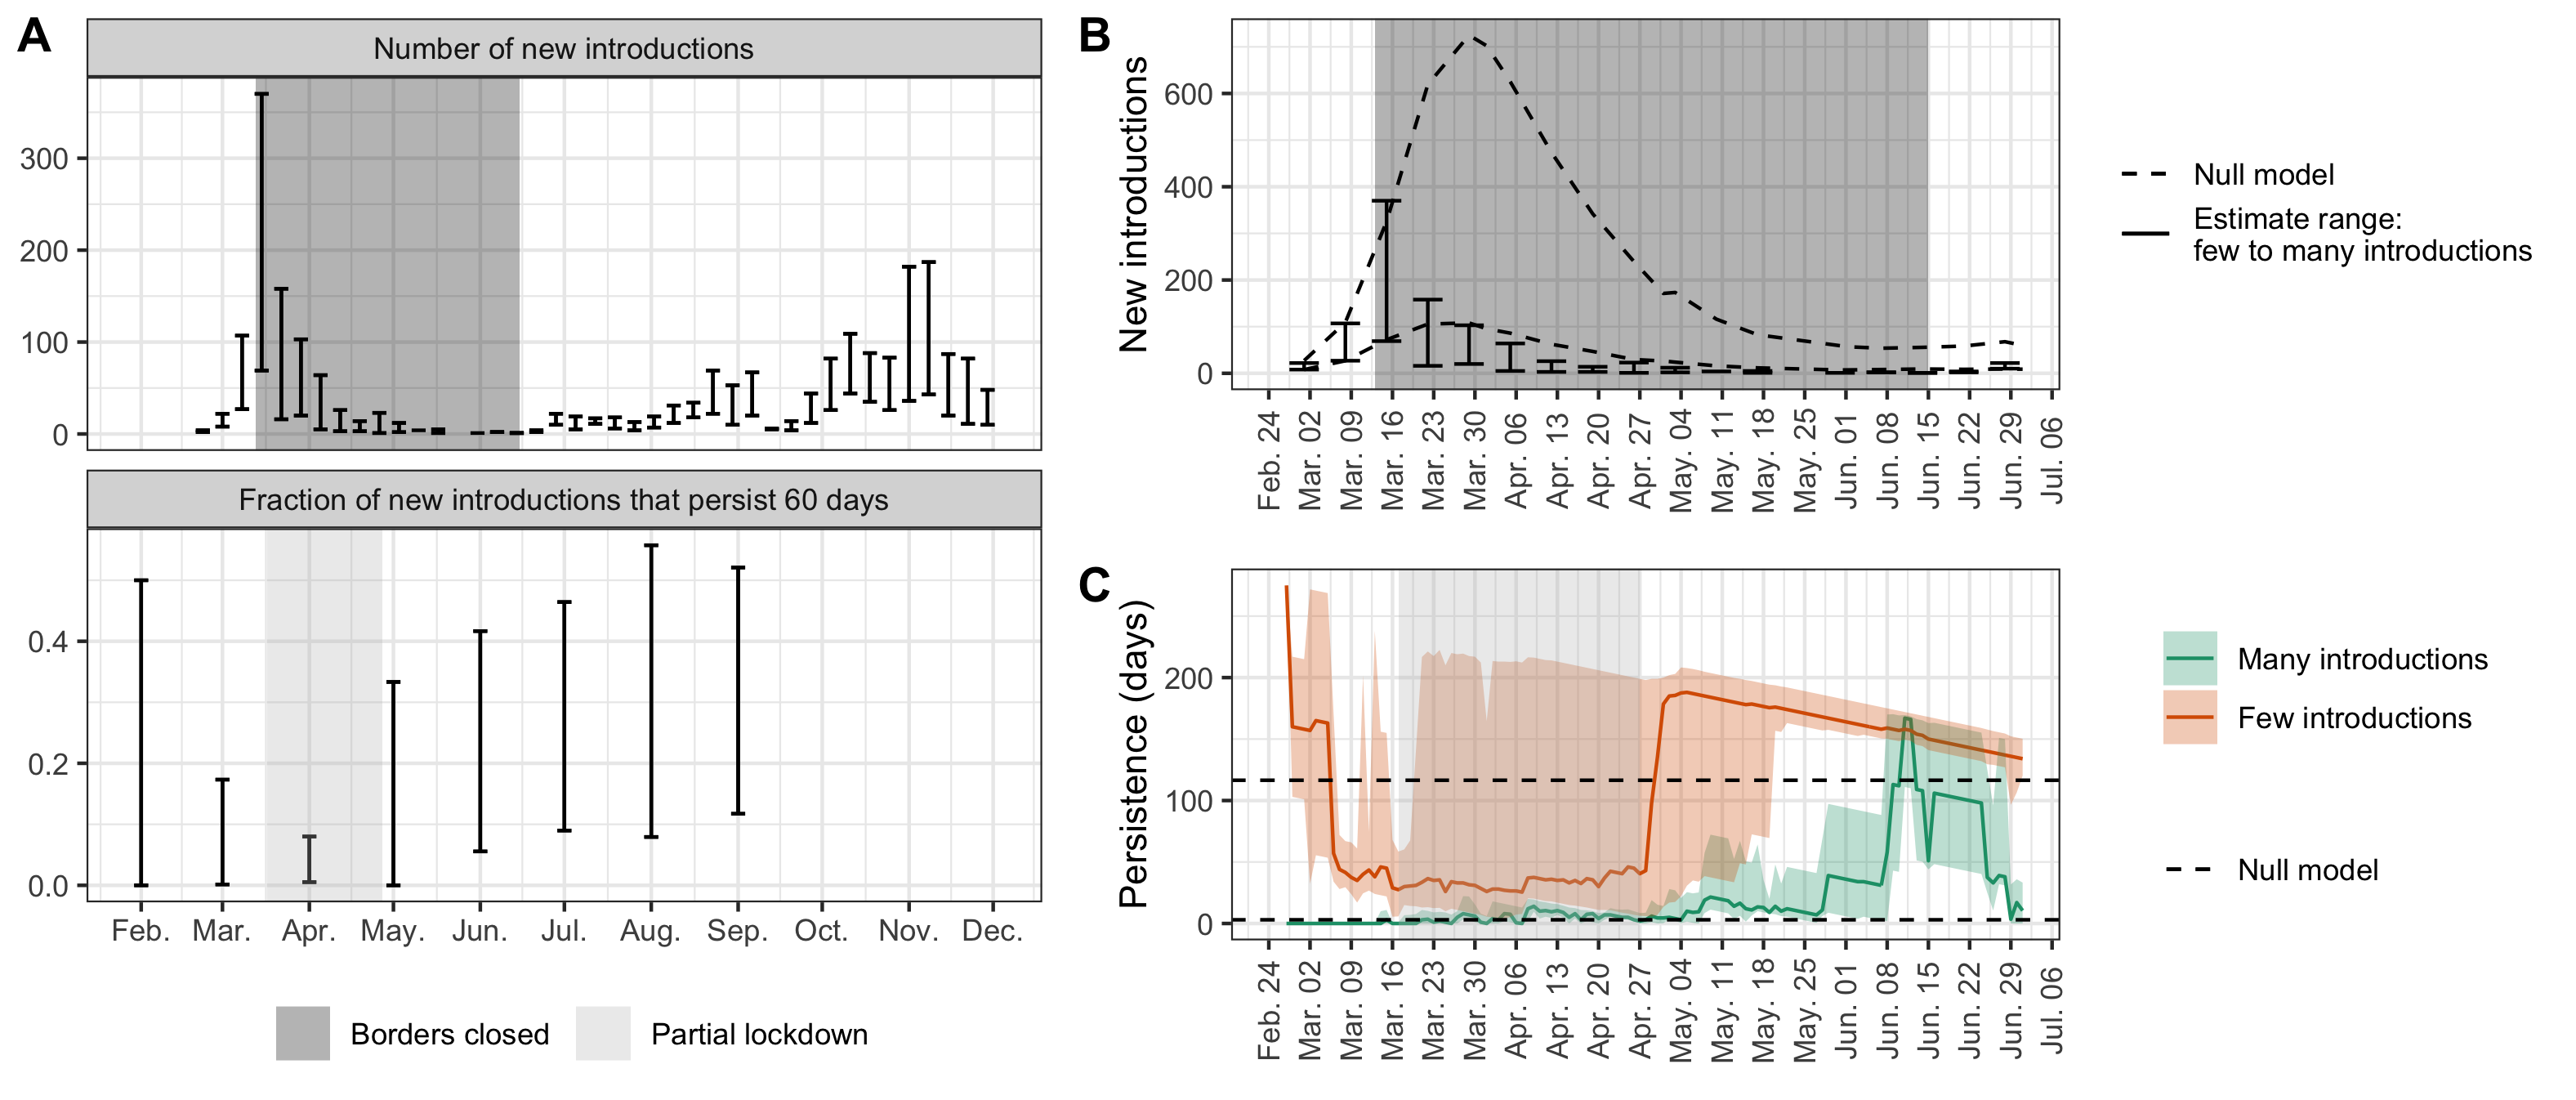 A
Number of new introductions
300
200
100
0
Fraction of new introductions that persist 60 days
0.4
0.2
0.0
Feb. Mar. Apr. May. Jun. Jul. Aug. Sep. Oct. Nov. Dec.
Borders closed
Partial lockdown
B
New introductions
600
400
200
0
Feb. 24
Mar. 02
Mar. 09
Mar. 16
Mar. 23
Mar. 30
Apr. 06
Apr. 13
Apr. 20
Apr. 27
May. 04
May. 11
May. 18
May. 25
Jun. 01
Jun. 08
Jun. 15
Jun. 22
Jun. 29
Jul. 06
Null model
Estimate range:
few to many introductions
C
Persistence (days)
200
100
0
Feb. 24
Mar. 02
Mar. 09
Mar. 16
Mar. 23
Mar. 30
Apr. 06
Apr. 13
Apr. 20
Apr. 27
May. 04
May. 11
May. 18
May. 25
Jun. 01
Jun. 08
Jun. 15
Jun. 22
Jun. 29
Jul. 06
Many introductions
Few introductions
Null model